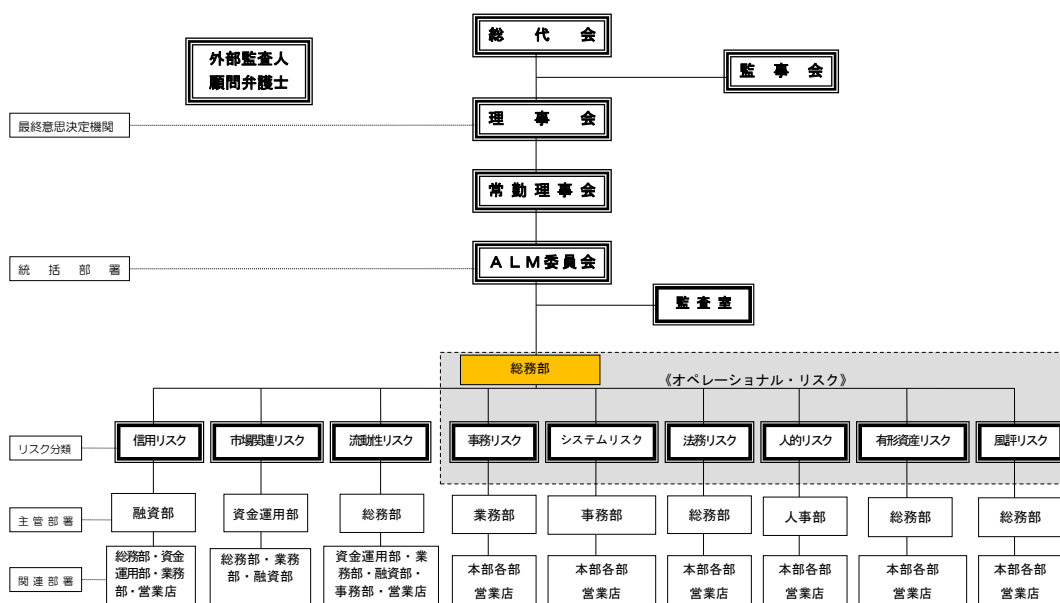 総代会
外部監査人
顧問弁護士
監事会
最終意思決定機関
理事会
常勤理事会
統括部署
ALM委員会
監査室
総務部
《オペレーショナル・リスク》
リスク分類
信用リスク
市場関連リスク
流動性リスク
事務リスク
システムリスク
法務リスク
人的リスク
有形資産リスク
風評リスク
主管部署
融資部
資金運用部
総務部
業務部
事務部
総務部
人事部
総務部
総務部
関連部署
総務部・資金
運用部・業務
部・営業店
総務部・業務
部・融資部
資金運用部・業
務部・融資部・
事務部・営業店
本部各部
営業店
本部各部
営業店
本部各部
営業店
本部各部
営業店
本部各部
営業店
本部各部
営業店